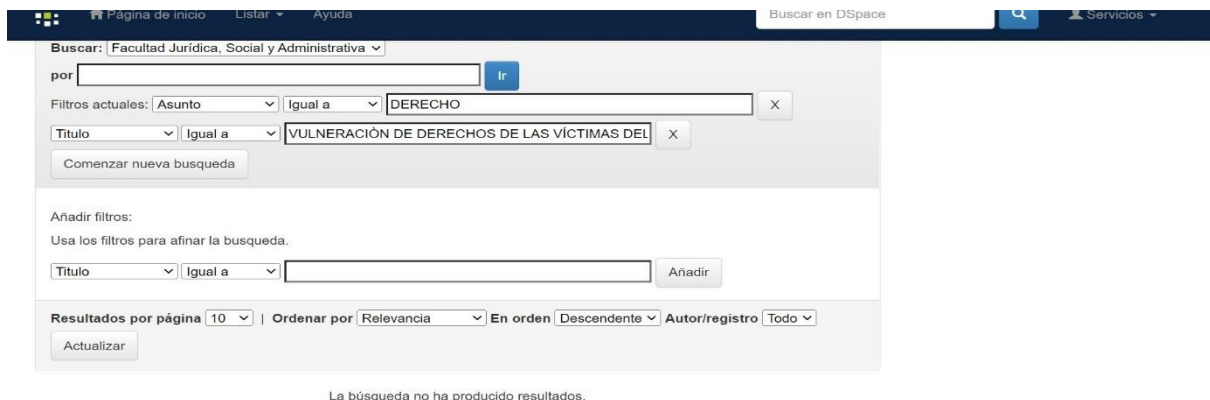 Página de inicio Listar Ayuda Buscar en DSpace Servicios
Buscar: Facultad Jurídica, Social y Administrativa
por Ir
Filtros actuales: Asunto Igual a DERECHO X
Titulo Igual a VULNERACIÒN DE DERECHOS DE LAS VÍCTIMAS DEL X
Comenzar nueva busqueda
Añadir filtros:
Usa los filtros para afinar la busqueda.
Titulo Igual a Añadir
Resultados por página 10 | Ordenar por Relevancia En orden Descendente Autor/registro Todo
Actualizar
La búsqueda no ha producido resultados.